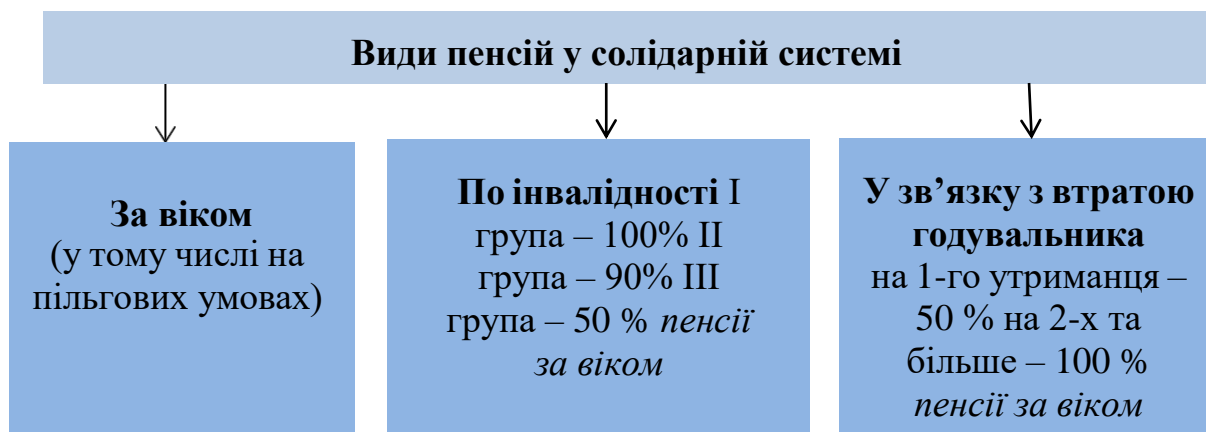 Види пенсій у солідарній системі
За віком
(у тому числі на
пільгових умовах)
По інвалідності І
група – 100% ІІ
група – 90% ІІІ
група – 50 % пенсії
за віком
У зв’язку з втратою
годувальника
на 1-го утриманця –
50 % на 2-х та
більше – 100 %
пенсії за віком